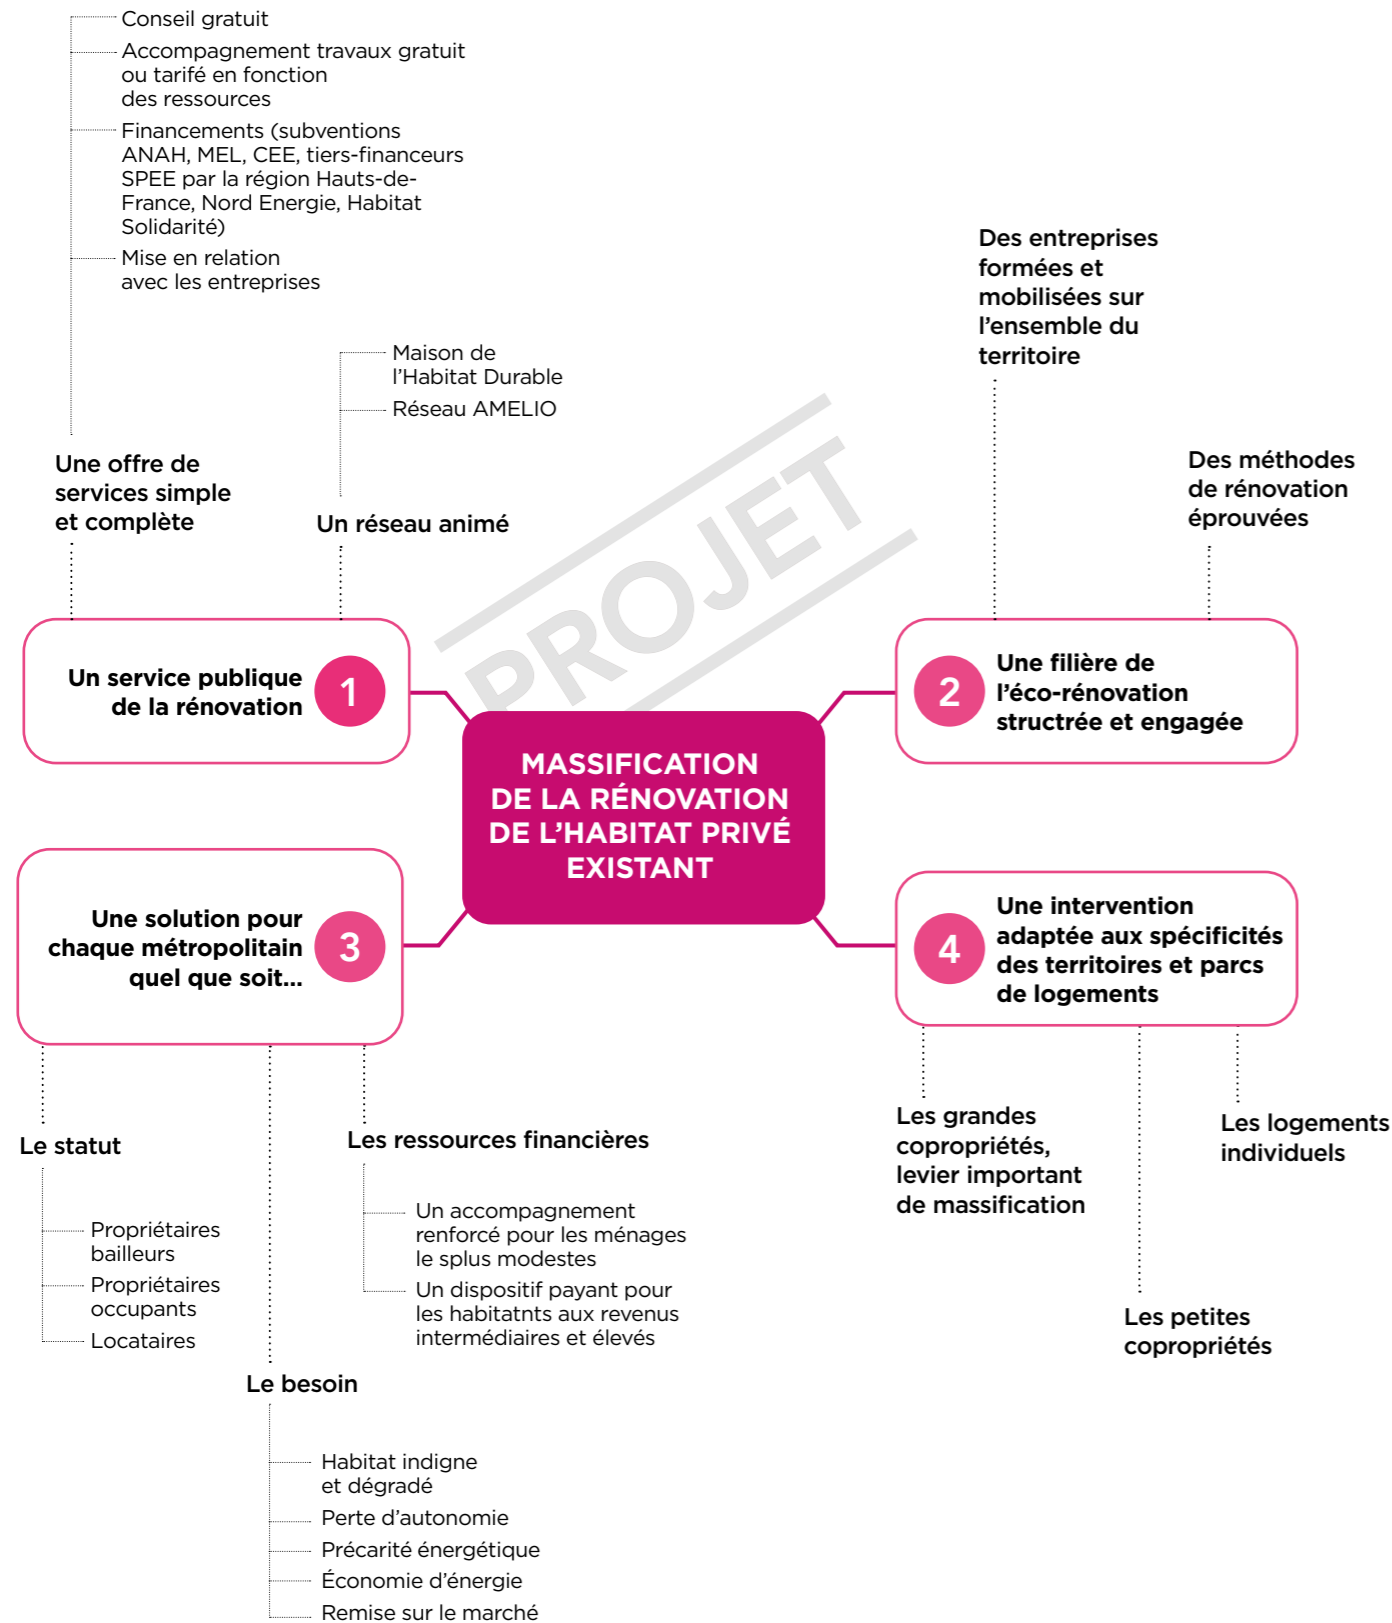 Conseil gratuit
Accompagnement travaux gratuit
ou tarifé en fonction
des ressources
Financements (subventions
ANAH, MEL, CEE, tiers-financeurs
SPEE par la région Hauts-de-
France, Nord Energie, Habitat
Solidarité)
Mise en relation
avec les entreprises
Une offre de
services simple
et complète
Maison de
l’Habitat Durable
Réseau AMELIO
Un réseau animé
Des entreprises
formées et
mobilisées sur
l’ensemble du
territoire
Des méthodes
de rénovation
éprouvées
PROJET
Un service publique
de la rénovation
1
2
Une filière de
l’éco-rénovation
structrée et engagée
MASSIFICATION
DE LA RÉNOVATION
DE L’HABITAT PRIVÉ
EXISTANT
Une solution pour
chaque métropolitain
quel que soit...
3
4
Une intervention
adaptée aux spécificités
des territoires et parcs
de logements
Le statut
Propriétaires
bailleurs
Propriétaires
occupants
Locataires
Les ressources financières
Un accompagnement
renforcé pour les ménages
le splus modestes
Un dispositif payant pour
les habitatnts aux revenus
intermédiaires et élevés
Le besoin
Habitat indigne
et dégradé
Perte d’autonomie
Précarité énergétique
Économie d’énergie
Remise sur le marché
Les grandes
copropriétés,
levier important
de massification
Les petites
copropriétés
Les logements
individuels